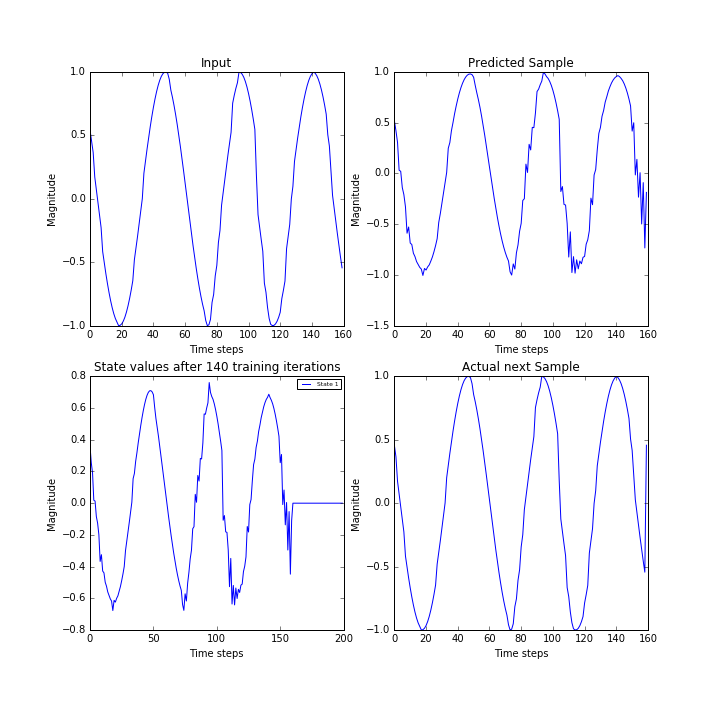 Input
1.0
0.5
0.0
−0.5
−1.0
Magnitude
0 20 40 60 80 100 120 140 160
Time steps
Predicted Sample
1.0
0.5
0.0
−0.5
−1.0
−1.5
Magnitude
0 20 40 60 80 100 120 140 160
Time steps
State values after 140 training iterations
State 1
0.8
0.6
0.4
0.2
0.0
−0.2
−0.4
−0.6
−0.8
Magnitude
0 50 100 150 200
Time steps
Actual next Sample
1.0
0.5
0.0
−0.5
−1.0
Magnitude
0 20 40 60 80 100 120 140 160
Time steps